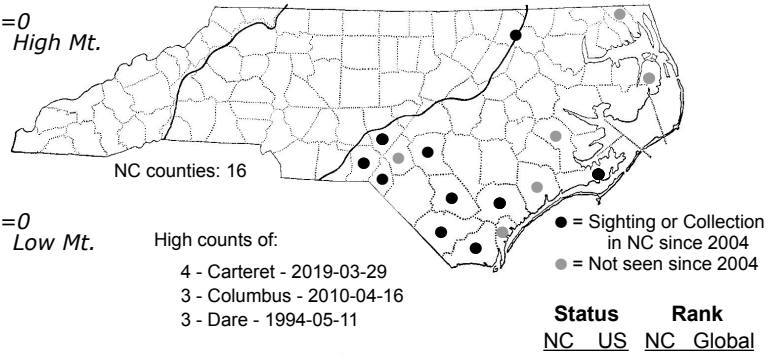 =0
High Mt.
NC counties: 16
=0
Low Mt.
High counts of:
4 - Carteret - 2019-03-29
3 - Columbus - 2010-04-16
3 - Dare - 1994-05-11
= Sighting or Collection
in NC since 2004
= Not seen since 2004
Status Rank
NC US NC Global